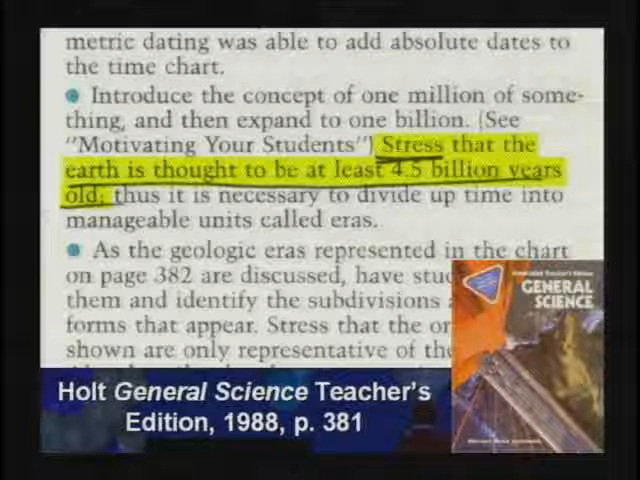 metric dating was able to add absolute dates to
the time chart.
Introduce the concept of one million of some-
thing, and then expand to one billion. (See
"Motivating Your Students") Stress that the
earth is thought to be at least 4.5 billion years
old; thus it is necessary to divide up time into
manageable units called eras.
As the geologic eras represented in the chart
on page 382 are discussed, have stu
them and identify the subdivisions
forms that appear. Stress that the or
shown are only representative of the
Annotated Teacher's Edition
GENERAL
SCIENCE
Holt General Science Teacher's
Edition, 1988, p. 381